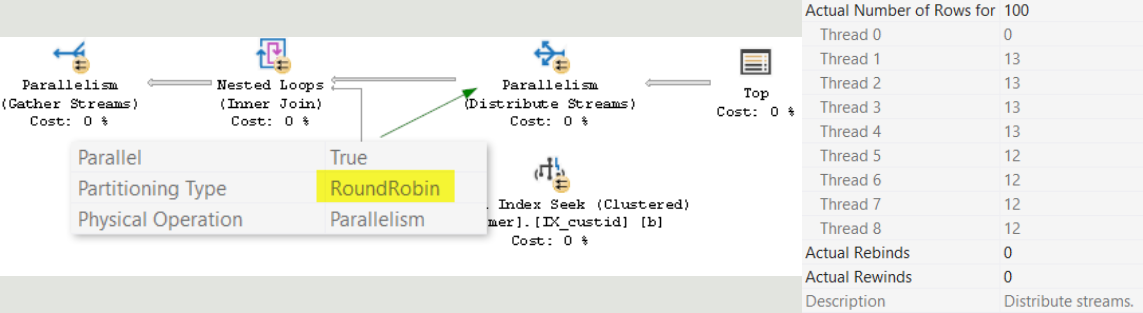 Parallelism
(Gather Streams)
Cost: 0 %
Nested Loops
(Inner Join)
Cost: 0 %
Parallelism
(Distribute Streams)
Cost: 0 %
Top
Cost: 0 %
Parallel True
Partitioning Type RoundRobin
Physical Operation Parallelism
Index Seek (Clustered)
mer].[IX_custid] [b]
Cost: 0 %
Actual Number of Rows for 100
Thread 0 0
Thread 1 13
Thread 2 13
Thread 3 13
Thread 4 13
Thread 5 12
Thread 6 12
Thread 7 12
Thread 8 12
Actual Rebinds 0
Actual Rewinds 0
Description Distribute streams.